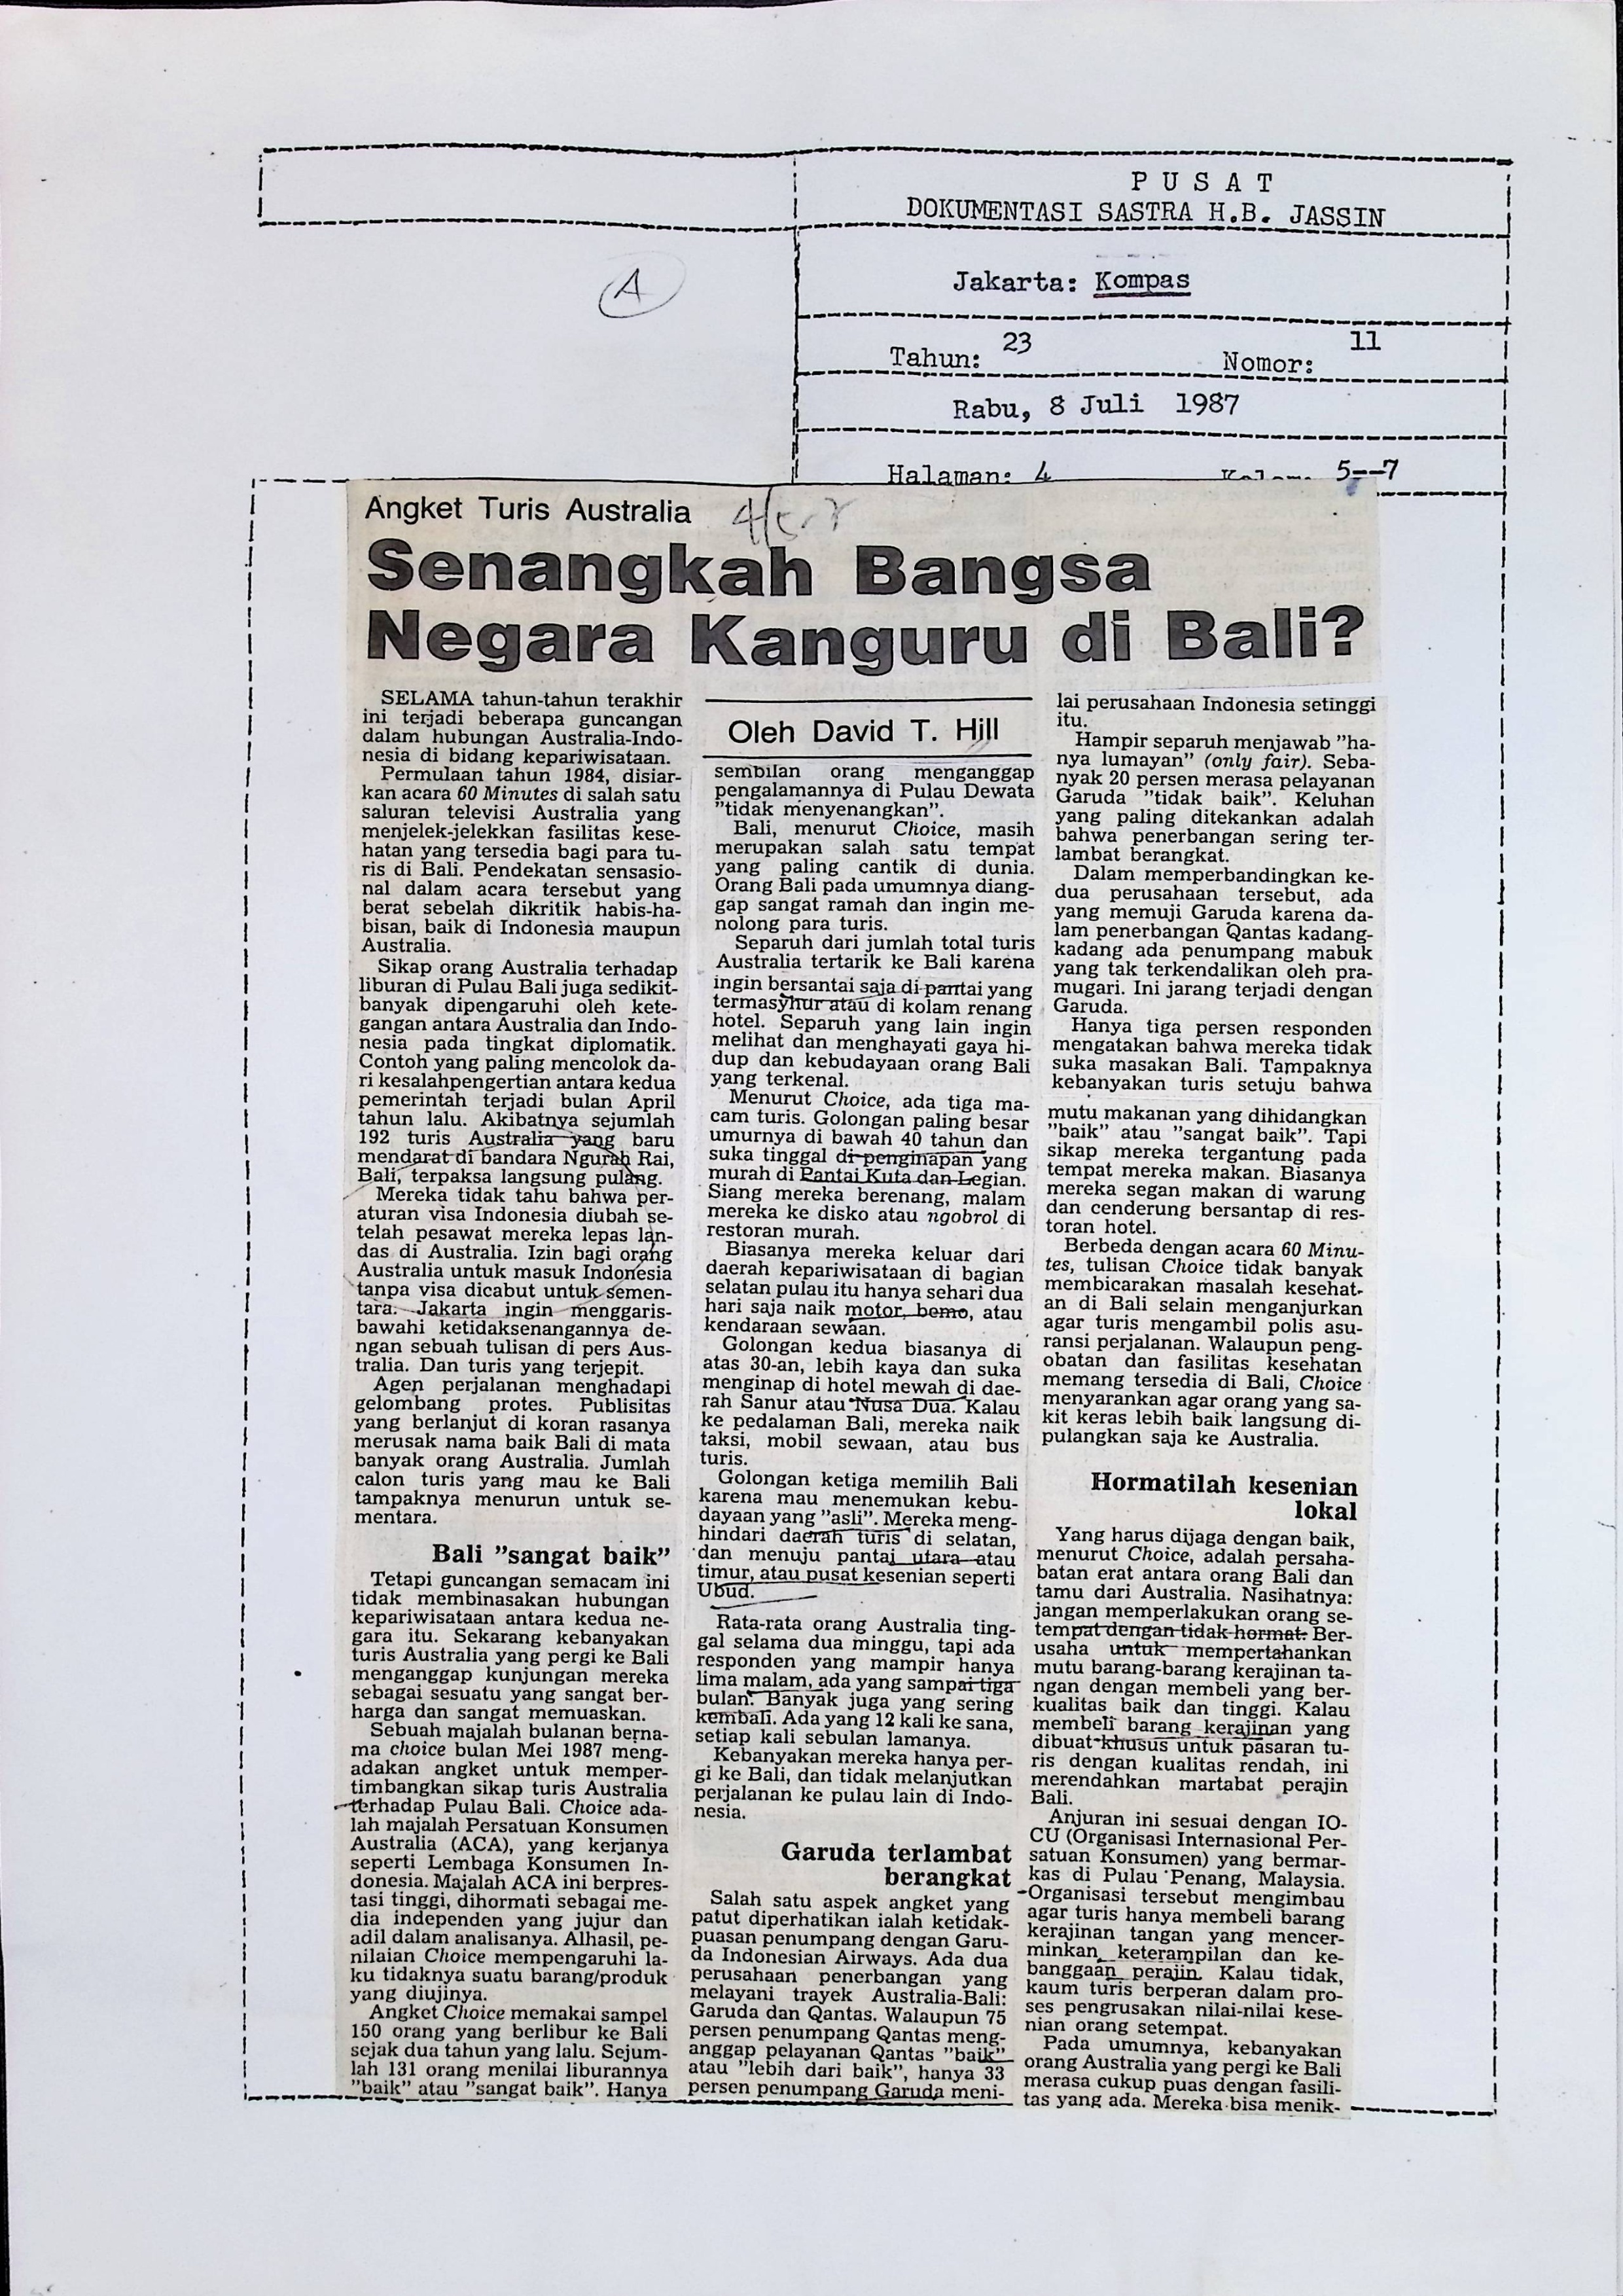 PUSAT
DOKUMENTASI SASTRA H.B. JASSIN
A
Jakarta: Kompas
Tahun: 23 Nomor: 11
Rabu, 8 Juli 1987
Halaman: 4 Kolom: 5--7
Angket Turis Australia
Senangkah Bangsa
Negara Kanguru di Bali?
SELAMA tahun-tahun terakhir
ini terjadi beberapa guncangan
dalam hubungan Australia-Indo-
nesia di bidang kepariwisataan.
Permulaan tahun 1984, disiar-
kan acara 60 Minutes di salah satu
saluran televisi Australia yang
menjelek-jelekkan fasilitas kese-
hatan yang tersedia bagi para tu-
ris di Bali. Pendekatan sensasio-
nal dalam acara tersebut yang
berat sebelah dikritik habis-ha-
bisan, baik di Indonesia maupun
Australia.
Sikap orang Australia terhadap
liburan di Pulau Bali juga sedikit-
banyak dipengaruhi oleh kete-
gangan antara Australia dan Indo-
nesia pada tingkat diplomatik.
Contoh yang paling mencolok da-
ri kesalahpengertian antara kedua
pemerintah terjadi bulan April
tahun lalu. Akibatnya sejumlah
192 turis Australia yang baru
mendarat di bandara Ngurah Rai,
Bali, terpaksa langsung pulang.
Mereka tidak tahu bahwa per-
aturan visa Indonesia diubah se-
telah pesawat mereka lepas lan-
das di Australia. Izin bagi orang
Australia untuk masuk Indonesia
tanpa visa dicabut untuk semen-
tara. Jakarta ingin menggaris-
bawahi ketidaksenangannya de-
ngan sebuah tulisan di pers Aus-
tralia. Dan turis yang terjepit.
Agen perjalanan menghadapi
gelombang protes. Publisitas
yang berlanjut di koran rasanya
merusak nama baik Bali di mata
banyak orang Australia. Jumlah
calon turis yang mau ke Bali
tampaknya menurun untuk se-
mentara.
Bali "sangat baik"
Tetapi guncangan semacam ini
tidak membinasakan hubungan
kepariwisataan antara kedua ne-
gara itu. Sekarang kebanyakan
turis Australia yang pergi ke Bali
menganggap kunjungan mereka
sebagai sesuatu yang sangat ber-
harga dan sangat memuaskan.
Sebuah majalah bulanan berna-
ma choice bulan Mei 1987 meng-
adakan angket untuk memper-
timbangkan sikap turis Australia
terhadap Pulau Bali. Choice ada-
lah majalah Persatuan Konsumen
Australia (ACA), yang kerjanya
seperti Lembaga Konsumen In-
donesia. Majalah ACA ini berpres-
tasi tinggi, dihormati sebagai me-
dia independen yang jujur dan
adil dalam analisanya. Alhasil, pe-
nilaian Choice mempengaruhi la-
ku tidaknya suatu barang/produk
yang diujinya.
Angket Choice memakai sampel
150 orang yang berlibur ke Bali
sejak dua tahun yang lalu. Sejum-
lah 131 orang menilai liburannya
"baik" atau "sangat baik". Hanya
Oleh David T. Hill
sembilan orang menganggap
pengalamannya di Pulau Dewata
"tidak menyenangkan".
Bali, menurut Choice, masih
merupakan salah satu tempat
yang paling cantik di dunia.
Orang Bali pada umumnya diang-
gap sangat ramah dan ingin me-
nolong para turis.
Separuh dari jumlah total turis
Australia tertarik ke Bali karena
ingin bersantai saja di pantai yang
termasyhur atau di kolam renang
hotel. Separuh yang lain ingin
melihat dan menghayati gaya hi-
dup dan kebudayaan orang Bali
yang terkenal.
Menurut Choice, ada tiga ma-
cam turis. Golongan paling besar
umurnya di bawah 40 tahun dan
suka tinggal di penginapan yang
murah di Pantai Kuta dan Legian.
Siang mereka berenang, malam
mereka ke disko atau ngobrol di
restoran murah.
Biasanya mereka keluar dari
daerah kepariwisataan di bagian
selatan pulau itu hanya sehari dua
hari saja naik motor, bemo, atau
kendaraan sewaan.
Golongan kedua biasanya di
atas 30-an, lebih kaya dan suka
menginap di hotel mewah di dae-
rah Sanur atau Nusa Dua. Kalau
ke pedalaman Bali, mereka naik
taksi, mobil sewaan, atau bus
turis.
Golongan ketiga memilih Bali
karena mau menemukan kebu-
dayaan yang "asli". Mereka meng-
hindari daerah turis di selatan,
dan menuju pantai utara atau
timur, atau pusat kesenian seperti
Ubud.
Rata-rata orang Australia ting-
gal selama dua minggu, tapi ada
responden yang mampir hanya
lima malam, ada yang sampai tiga
bulan. Banyak juga yang sering
kembali. Ada yang 12 kali ke sana,
setiap kali sebulan lamanya.
Kebanyakan mereka hanya per-
gi ke Bali, dan tidak melanjutkan
perjalanan ke pulau lain di Indo-
nesia.
Garuda terlambat
berangkat
Salah satu aspek angket yang
patut diperhatikan ialah ketidak-
puasan penumpang dengan Garu-
da Indonesian Airways. Ada dua
perusahaan penerbangan yang
melayani trayek Australia-Bali:
Garuda dan Qantas. Walaupun 75
persen penumpang Qantas meng-
anggap pelayanan Qantas "baik"
atau "lebih dari baik", hanya 33
persen penumpang Garuda meni-
lai perusahaan Indonesia setinggi
itu.
Hampir separuh menjawab "ha-
nya lumayan" (only fair). Seba-
nyak 20 persen merasa pelayanan
Garuda "tidak baik". Keluhan
yang paling ditekankan adalah
bahwa penerbangan sering ter-
lambat berangkat.
Dalam memperbandingkan ke-
dua perusahaan tersebut, ada
yang memuji Garuda karena da-
lam penerbangan Qantas kadang-
kadang ada penumpang mabuk
yang tak terkendalikan oleh pra-
mugari. Ini jarang terjadi dengan
Garuda.
Hanya tiga persen responden
mengatakan bahwa mereka tidak
suka masakan Bali. Tampaknya
kebanyakan turis setuju bahwa
mutu makanan yang dihidangkan
"baik" atau "sangat baik". Tapi
sikap mereka tergantung pada
tempat mereka makan. Biasanya
mereka segan makan di warung
dan cenderung bersantap di res-
toran hotel.
Berbeda dengan acara 60 Minu-
tes, tulisan Choice tidak banyak
membicarakan masalah kesehat-
an di Bali selain menganjurkan
agar turis mengambil polis asu-
ransi perjalanan. Walaupun peng-
obatan dan fasilitas kesehatan
memang tersedia di Bali, Choice
menyarankan agar orang yang sa-
kit keras lebih baik langsung di-
pulangkan saja ke Australia.
Hormatilah kesenian
lokal
Yang harus dijaga dengan baik,
menurut Choice, adalah persaha-
batan erat antara orang Bali dan
tamu dari Australia. Nasihatnya:
jangan memperlakukan orang se-
tempat dengan tidak hormat. Ber-
usaha untuk mempertahankan
mutu barang-barang kerajinan ta-
ngan dengan membeli yang ber-
kualitas baik dan tinggi. Kalau
membeli barang kerajinan yang
dibuat khusus untuk pasaran tu-
ris dengan kualitas rendah, ini
merendahkan martabat perajin
Bali.
Anjuran ini sesuai dengan IO-
CU (Organisasi Internasional Per-
satuan Konsumen) yang bermar-
kas di Pulau Penang, Malaysia.
Organisasi tersebut mengimbau
agar turis hanya membeli barang
kerajinan tangan yang mencer-
minkan keterampilan dan ke-
banggaan perajin. Kalau tidak,
kaum turis berperan dalam pro-
ses pengrusakan nilai-nilai kese-
nian orang setempat.
Pada umumnya, kebanyakan
orang Australia yang pergi ke Bali
merasa cukup puas dengan fasili-
tas yang ada. Mereka bisa menik-